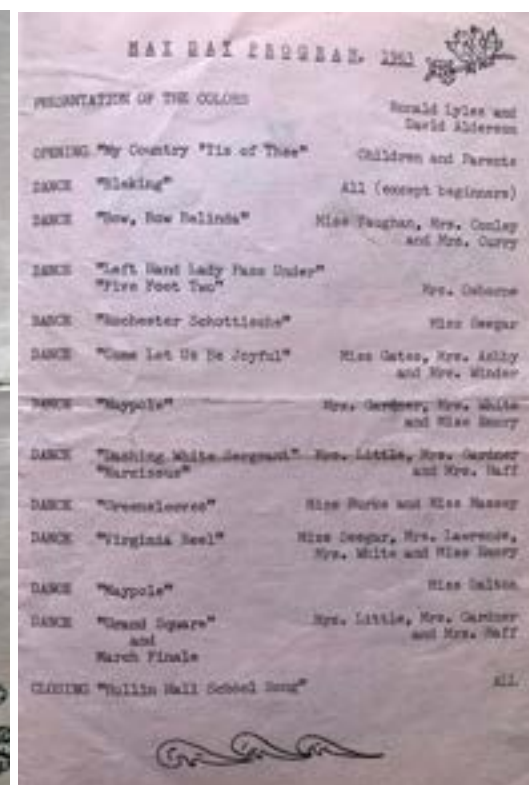 MAY DAY PROGRAM, 1963
PRESENTATION OF THE COLORS Ronald Lyles and
David Alderson
OPENING "My Country 'Tis of Thee" Children and Parents
DANCE "Bleking" All (except beginners)
DANCE "Bow, Bow Belinda" Miss Vaughan, Mrs. Conley
and Mrs. Curry
DANCE "Left Hand Lady Pass Under"
"Five Foot Two" Mrs. Osborne
DANCE "Rochester Schottische" Miss Seegar
DANCE "Come Let Us Be Joyful" Miss Gates, Mrs. Ashby
and Mrs. Winder
DANCE "Maypole" Mrs. Gardner, Mrs. White
and Miss Henry
DANCE "Dashing White Sergeant" Mrs. Little, Mrs. Gardner
"Narcissus" and Mrs. Haff
DANCE "Greensleeves" Miss Burke and Miss Massey
DANCE "Virginia Reel" Miss Seegar, Mrs. Lawrence,
Mrs. White and Miss Henry
DANCE "Maypole" Miss Dalton
DANCE "Grand Square" Mrs. Little, Mrs. Gardner
and and Mrs. Haff
March Finale
CLOSING "Hollin Hall School Song" All